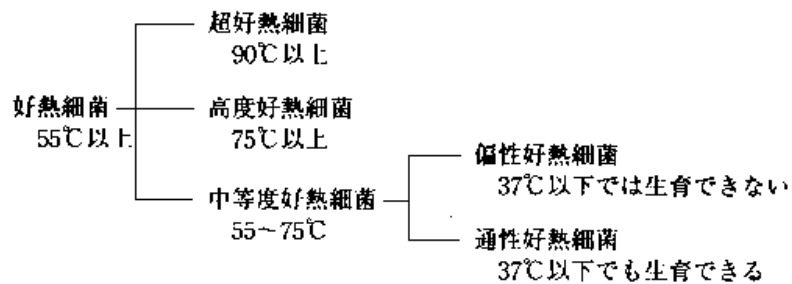 超好熱細菌
90℃以上
好熱細菌
55℃以上
高度好熱細菌
75℃以上
中等度好熱細菌
55〜75℃
偏性好熱細菌
37℃以下では生育できない
通性好熱細菌
37℃以下でも生育できる